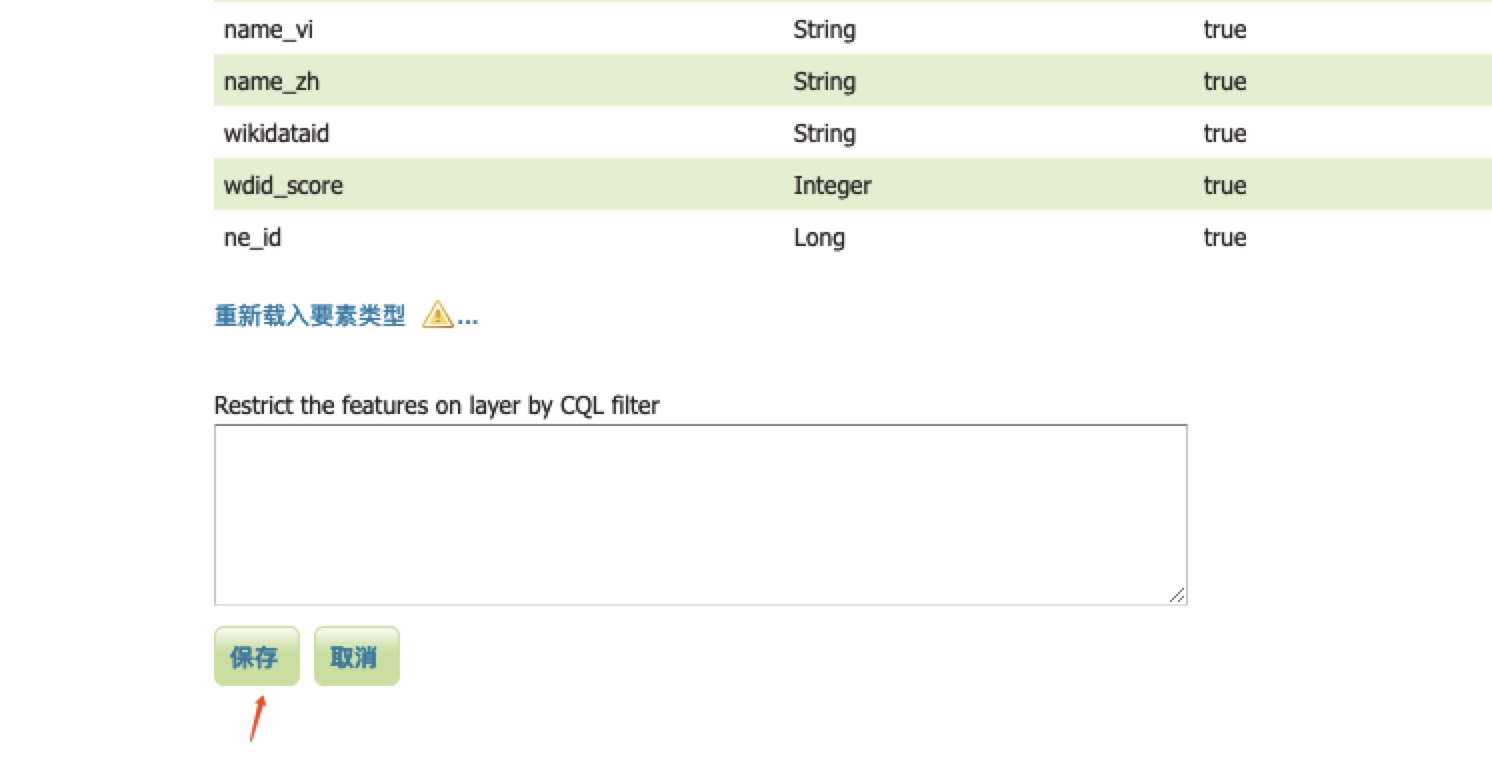 name_vi String true
name_zh String true
wikidataid String true
wdid_score Integer true
ne_id Long true
重新载入要素类型 ...
Restrict the features on layer by CQL filter
保存 取消